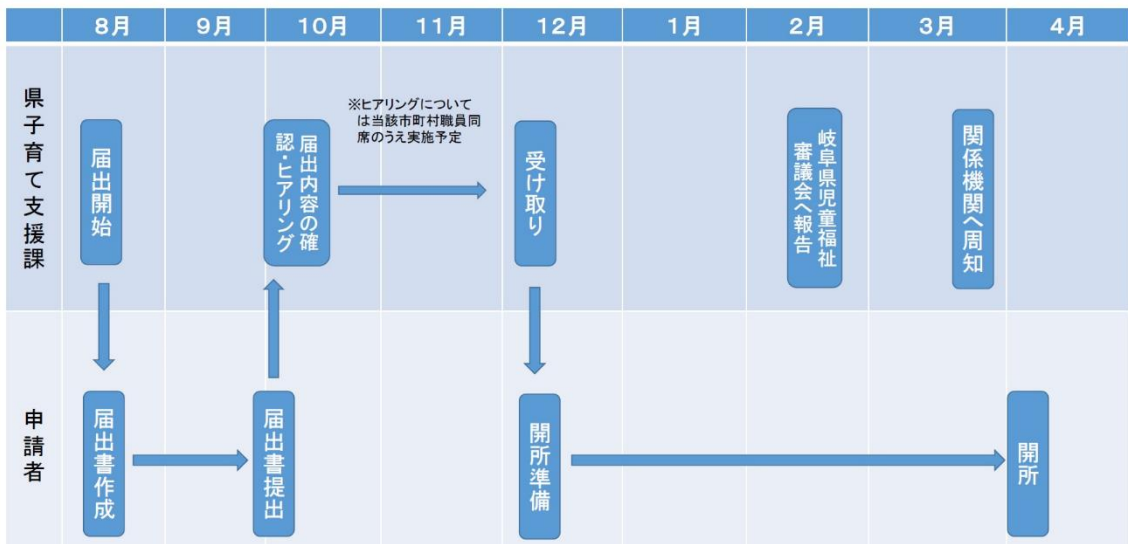 8月 9月 10月 11月 12月 1月 2月 3月 4月
県子育て支援課
届出開始
届出内容の確
認・ヒアリング
※ヒアリングについて
は当該市町村職員同
席のうえ実施予定
受け取り
岐阜県児童福祉
審議会へ報告
関係機関へ周知
申請者
届出書作成
届出書提出
開所準備
開所